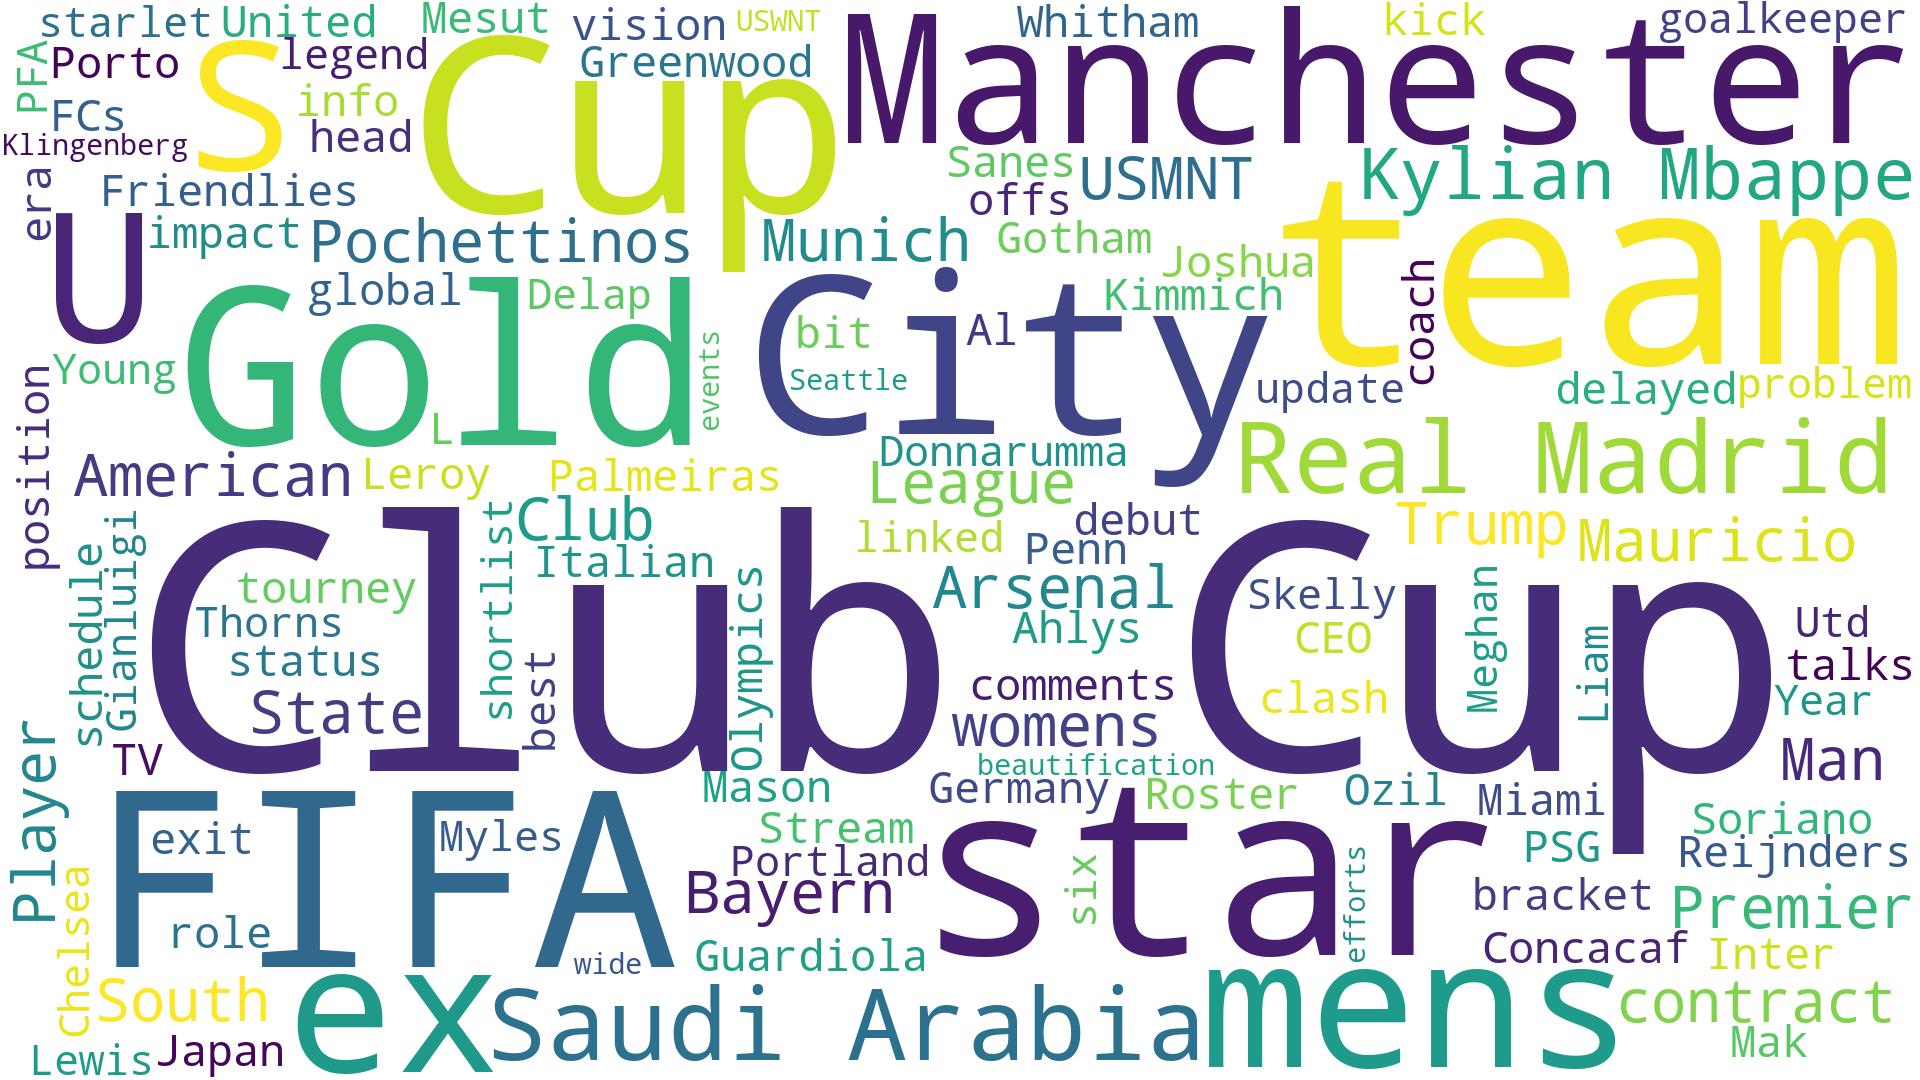 starlet
United
Mesut
vision
USWNT
Whitham
kick
goalkeeper
PFA
Porto
S
legend
Cup
Greenwood
Manchester
FCs
info
head
Klingenberg
Sanes
USMNT
Kylian Mbappe
era
Friendlies
offs
team
U
impact
Pochettinos
Munich
Gotham
Joshua
coach
global
Delap
Kimmich
Gold
City
bit
Al
events
Seattle
Young
update
delayed
problem
position
L
Donnarumma
Real Madrid
American
Leroy
Palmeiras
League
Club
linked
debut
Trump
Mauricio
schedule
Gianluigi
shortlist
Italian
Olympics
Penn
Club Cup
tourney
Arsenal
Skelly
Meghan
Thorns
Ahlys
CEO
Liam
Utd
status
best
comments
talks
State
womens
clash
Year
Player
TV
beautification
Man
Mason
Germany
Roster
Ozil
Miami
FIFA
exit
Myles
Stream
star
Soriano
Portland
six
PSG
Reijnders
Chelsea
Bayern
efforts
bracket
Premier
role
wide
Guardiola
Concacaf
Inter
South
ex
Saudi Arabia
mens
contract
Lewis
Japan
Mak